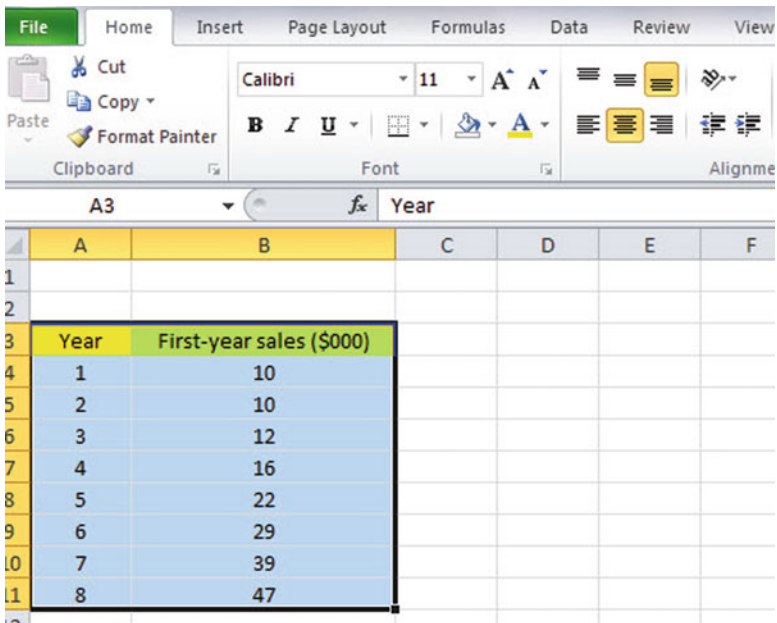 File Home Insert Page Layout Formulas Data Review View
Cut
Calibri 11 A A
Copy
Paste
B I U A
Format Painter
Clipboard Font Alignme
A3 fx Year
A B C D E F
1
2
3 Year First-year sales ($000)
4 1 10
5 2 10
6 3 12
7 4 16
8 5 22
9 6 29
10 7 39
11 8 47